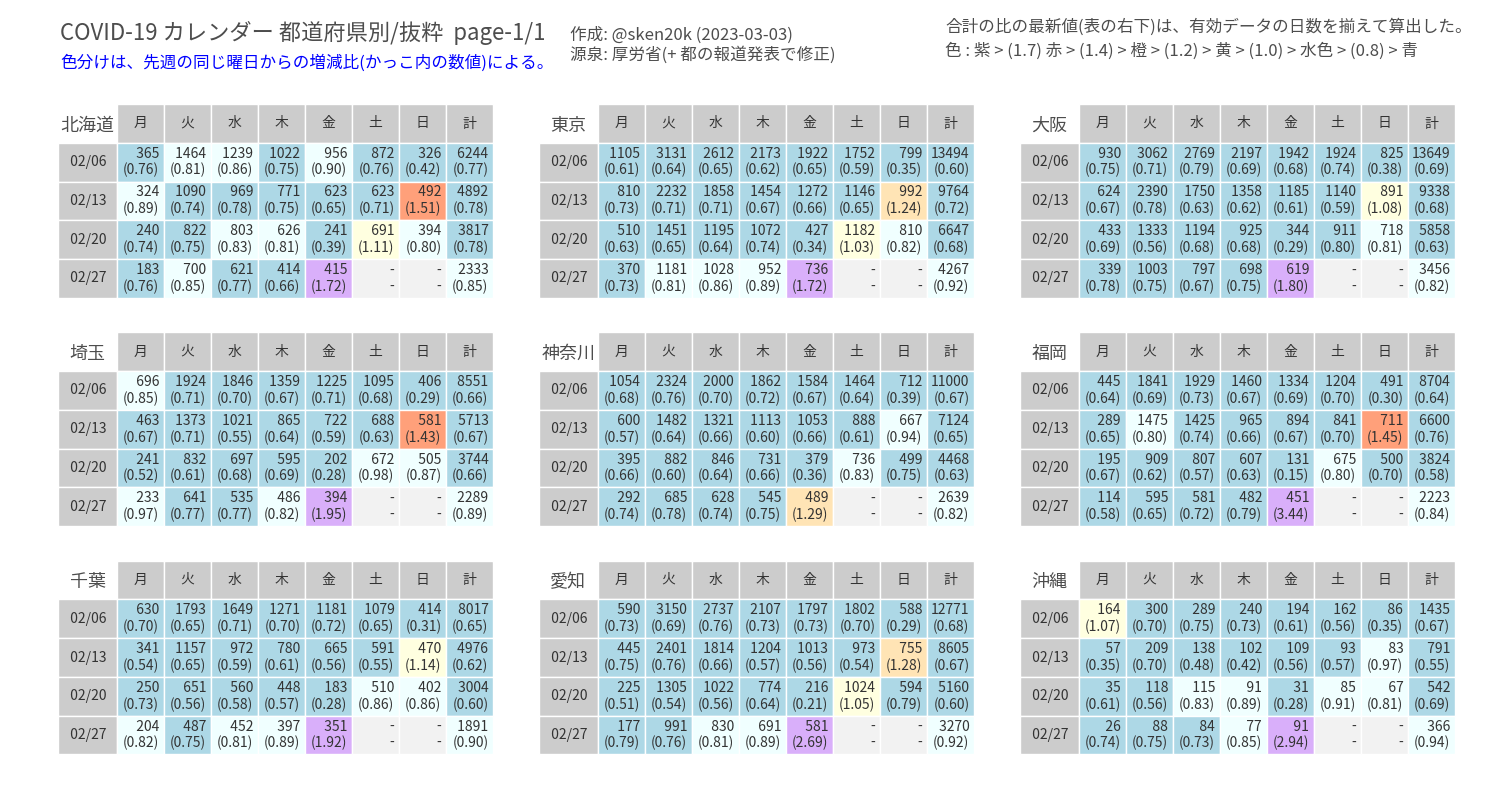 COVID-19 カレンダー 都道府県別/抜粋 page-1/1
色分けは、先週の同じ曜日からの増減比(かっこ内の数値)による。
作成: @sken20k (2023-03-03)
源泉: 厚労省(+ 都の報道発表で修正)
合計の比の最新値(表の右下)は、有効データの日数を揃えて算出した。
色 : 紫 > (1.7) 赤 > (1.4) > 橙 > (1.2) > 黄 > (1.0) > 水色 > (0.8) > 青
北海道 月 火 水 木 金 土 日 計
02/06 365 1464 1239 1022 956 872 326 6244
(0.76) (0.81) (0.86) (0.75) (0.90) (0.76) (0.42) (0.77)
02/13 324 1090 969 771 623 623 492 4892
(0.89) (0.74) (0.78) (0.75) (0.65) (0.71) (1.51) (0.78)
02/20 240 822 803 626 241 691 394 3817
(0.74) (0.75) (0.83) (0.81) (0.39) (1.11) (0.80) (0.78)
02/27 183 700 621 414 415 - - 2333
(0.76) (0.85) (0.77) (0.66) (1.72) - - (0.85)
東京 月 火 水 木 金 土 日 計
02/06 1105 3131 2612 2173 1922 1752 799 13494
(0.61) (0.64) (0.65) (0.62) (0.65) (0.59) (0.35) (0.60)
02/13 810 2232 1858 1454 1272 1146 992 9764
(0.73) (0.71) (0.71) (0.67) (0.66) (0.65) (1.24) (0.72)
02/20 510 1451 1195 1072 427 1182 810 6647
(0.63) (0.65) (0.64) (0.74) (0.34) (1.03) (0.82) (0.68)
02/27 370 1181 1028 952 736 - - 4267
(0.73) (0.81) (0.86) (0.89) (1.72) - - (0.92)
大阪 月 火 水 木 金 土 日 計
02/06 930 3062 2769 2197 1942 1924 825 13649
(0.75) (0.71) (0.79) (0.69) (0.68) (0.74) (0.38) (0.69)
02/13 624 2390 1750 1358 1185 1140 891 9338
(0.67) (0.78) (0.63) (0.62) (0.61) (0.59) (1.08) (0.68)
02/20 433 1333 1194 925 344 911 718 5858
(0.69) (0.56) (0.68) (0.68) (0.29) (0.80) (0.81) (0.63)
02/27 339 1003 797 698 619 - - 3456
(0.78) (0.75) (0.67) (0.75) (1.80) - - (0.82)
埼玉 月 火 水 木 金 土 日 計
02/06 696 1924 1846 1359 1225 1095 406 8551
(0.85) (0.71) (0.70) (0.67) (0.71) (0.68) (0.29) (0.66)
02/13 463 1373 1021 865 722 688 581 5713
(0.67) (0.71) (0.55) (0.64) (0.59) (0.63) (1.43) (0.67)
02/20 241 832 697 595 202 672 505 3744
(0.52) (0.61) (0.68) (0.69) (0.28) (0.98) (0.87) (0.66)
02/27 233 641 535 486 394 - - 2289
(0.97) (0.77) (0.77) (0.82) (1.95) - - (0.89)
神奈川 月 火 水 木 金 土 日 計
02/06 1054 2324 2000 1862 1584 1464 712 11000
(0.68) (0.76) (0.70) (0.72) (0.67) (0.64) (0.39) (0.67)
02/13 600 1482 1321 1113 1053 888 667 7124
(0.57) (0.64) (0.66) (0.60) (0.66) (0.61) (0.94) (0.65)
02/20 395 882 846 731 379 736 499 4468
(0.66) (0.60) (0.64) (0.66) (0.36) (0.83) (0.75) (0.63)
02/27 292 685 628 545 489 - - 2639
(0.74) (0.78) (0.74) (0.75) (1.29) - - (0.82)
福岡 月 火 水 木 金 土 日 計
02/06 445 1841 1929 1460 1334 1204 491 8704
(0.64) (0.69) (0.73) (0.67) (0.69) (0.70) (0.30) (0.64)
02/13 289 1475 1425 965 894 841 711 6600
(0.65) (0.80) (0.74) (0.66) (0.67) (0.70) (1.45) (0.76)
02/20 195 909 807 607 131 675 500 3824
(0.67) (0.62) (0.57) (0.63) (0.15) (0.80) (0.70) (0.58)
02/27 114 595 581 482 451 - - 2223
(0.58) (0.65) (0.72) (0.79) (3.44) - - (0.84)
千葉 月 火 水 木 金 土 日 計
02/06 630 1793 1649 1271 1181 1079 414 8017
(0.70) (0.65) (0.71) (0.70) (0.72) (0.65) (0.31) (0.65)
02/13 341 1157 972 780 665 591 470 4976
(0.54) (0.65) (0.59) (0.61) (0.56) (0.55) (1.14) (0.62)
02/20 250 651 560 448 183 510 402 3004
(0.73) (0.56) (0.58) (0.57) (0.28) (0.86) (0.86) (0.60)
02/27 204 487 452 397 351 - - 1891
(0.82) (0.75) (0.81) (0.89) (1.92) - - (0.90)
愛知 月 火 水 木 金 土 日 計
02/06 590 3150 2737 2107 1797 1802 588 12771
(0.73) (0.69) (0.76) (0.73) (0.73) (0.70) (0.29) (0.68)
02/13 445 2401 1814 1204 1013 973 755 8605
(0.75) (0.76) (0.66) (0.57) (0.56) (0.54) (1.28) (0.67)
02/20 225 1305 1022 774 216 1024 594 5160
(0.51) (0.54) (0.56) (0.64) (0.21) (1.05) (0.79) (0.60)
02/27 177 991 830 691 581 - - 3270
(0.79) (0.76) (0.81) (0.89) (2.69) - - (0.92)
沖縄 月 火 水 木 金 土 日 計
02/06 164 300 289 240 194 162 86 1435
(1.07) (0.70) (0.75) (0.73) (0.61) (0.56) (0.35) (0.67)
02/13 57 209 138 102 109 93 83 791
(0.35) (0.70) (0.48) (0.42) (0.56) (0.57) (0.97) (0.55)
02/20 35 118 115 91 31 85 67 542
(0.61) (0.56) (0.83) (0.89) (0.28) (0.91) (0.81) (0.69)
02/27 26 88 84 77 91 - - 366
(0.74) (0.75) (0.73) (0.85) (2.94) - - (0.94)